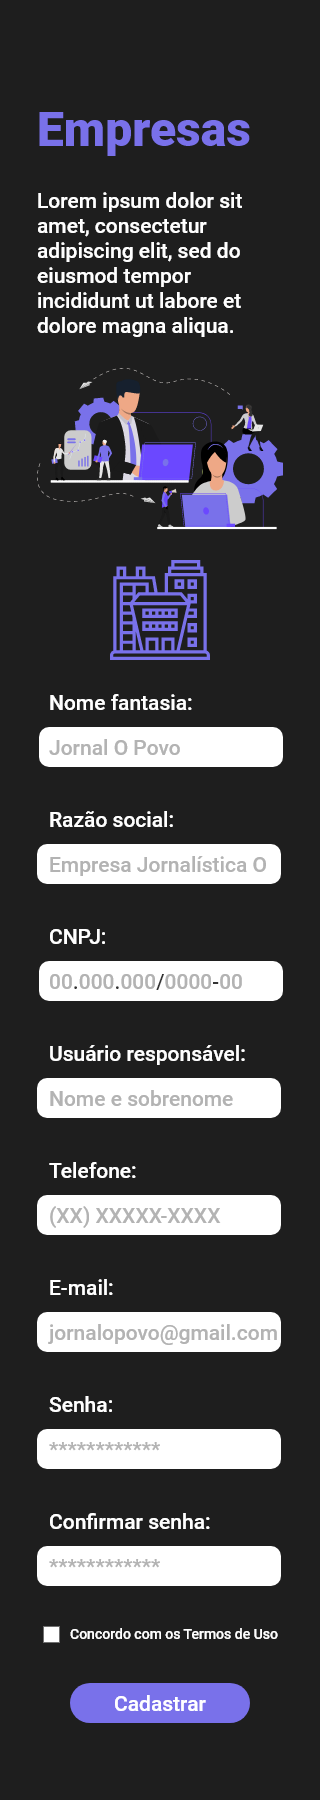 Empresas
Lorem ipsum dolor sit
amet, consectetur
adipiscing elit, sed do
eiusmod tempor
incididunt ut labore et
dolore magna aliqua.
Nome fantasia:
Jornal O Povo
Razão social:
Empresa Jornalística O
CNPJ:
00.000.000/0000-00
Usuário responsável:
Nome e sobrenome
Telefone:
(XX) XXXXX-XXXX
E-mail:
jornalopovo@gmail.com
Senha:
************
Confirmar senha:
************
Concordo com os Termos de Uso
Cadastrar